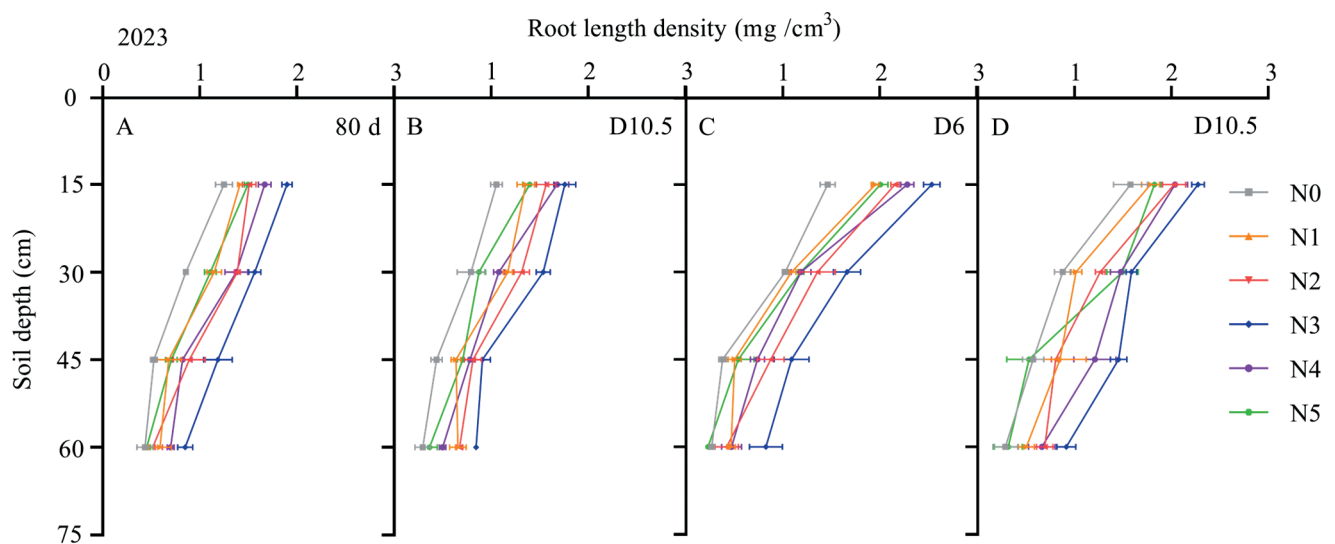 Root length density (mg /cm³)
2023
0 1 2 3 1 2 3 1 2 3 1 2 3
0
A 80 d B D10.5 C D6 D D10.5
15
30
45
60
75
Soil depth (cm)
N0
N1
N2
N3
N4
N5